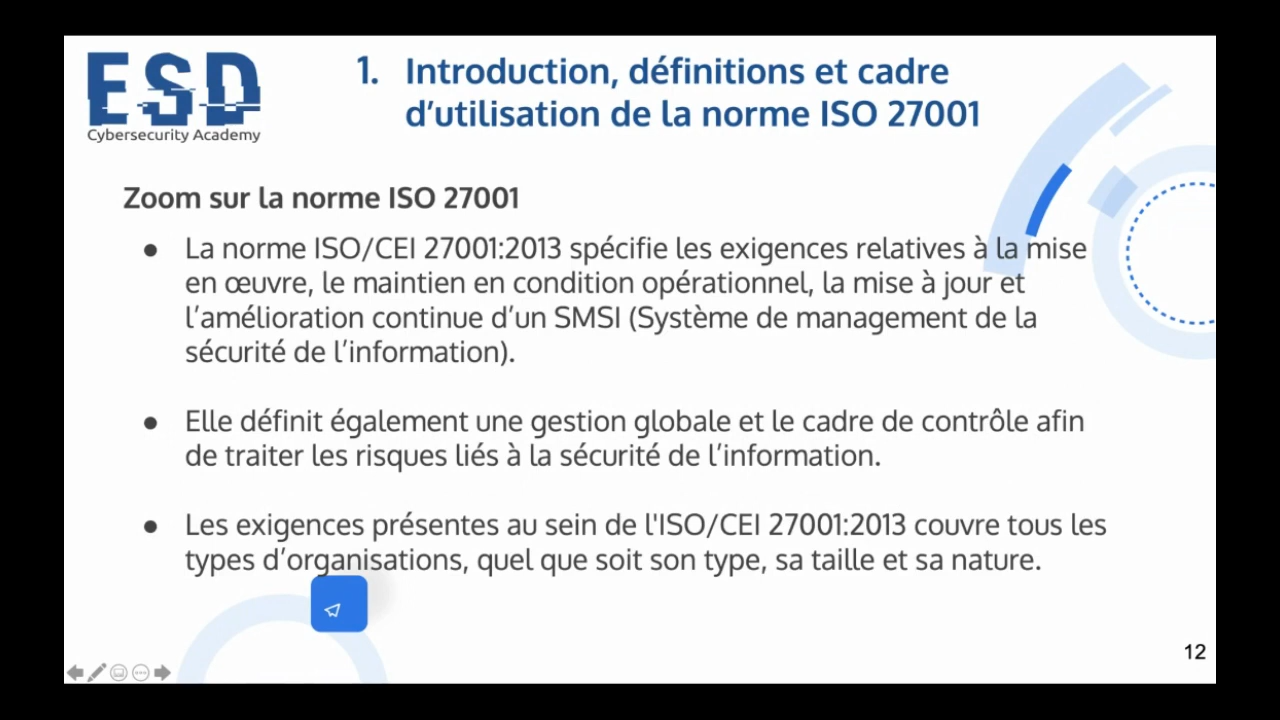 ESD
Cybersecurity Academy
1. Introduction, définitions et cadre
d’utilisation de la norme ISO 27001
Zoom sur la norme ISO 27001
● La norme ISO/CEI 27001:2013 spécifie les exigences relatives à la mise
en œuvre, le maintien en condition opérationnel, la mise à jour et
l’amélioration continue d’un SMSI (Système de management de la
sécurité de l’information).
● Elle définit également une gestion globale et le cadre de contrôle afin
de traiter les risques liés à la sécurité de l’information.
● Les exigences présentes au sein de l'ISO/CEI 27001:2013 couvre tous les
types d’organisations, quel que soit son type, sa taille et sa nature.
12